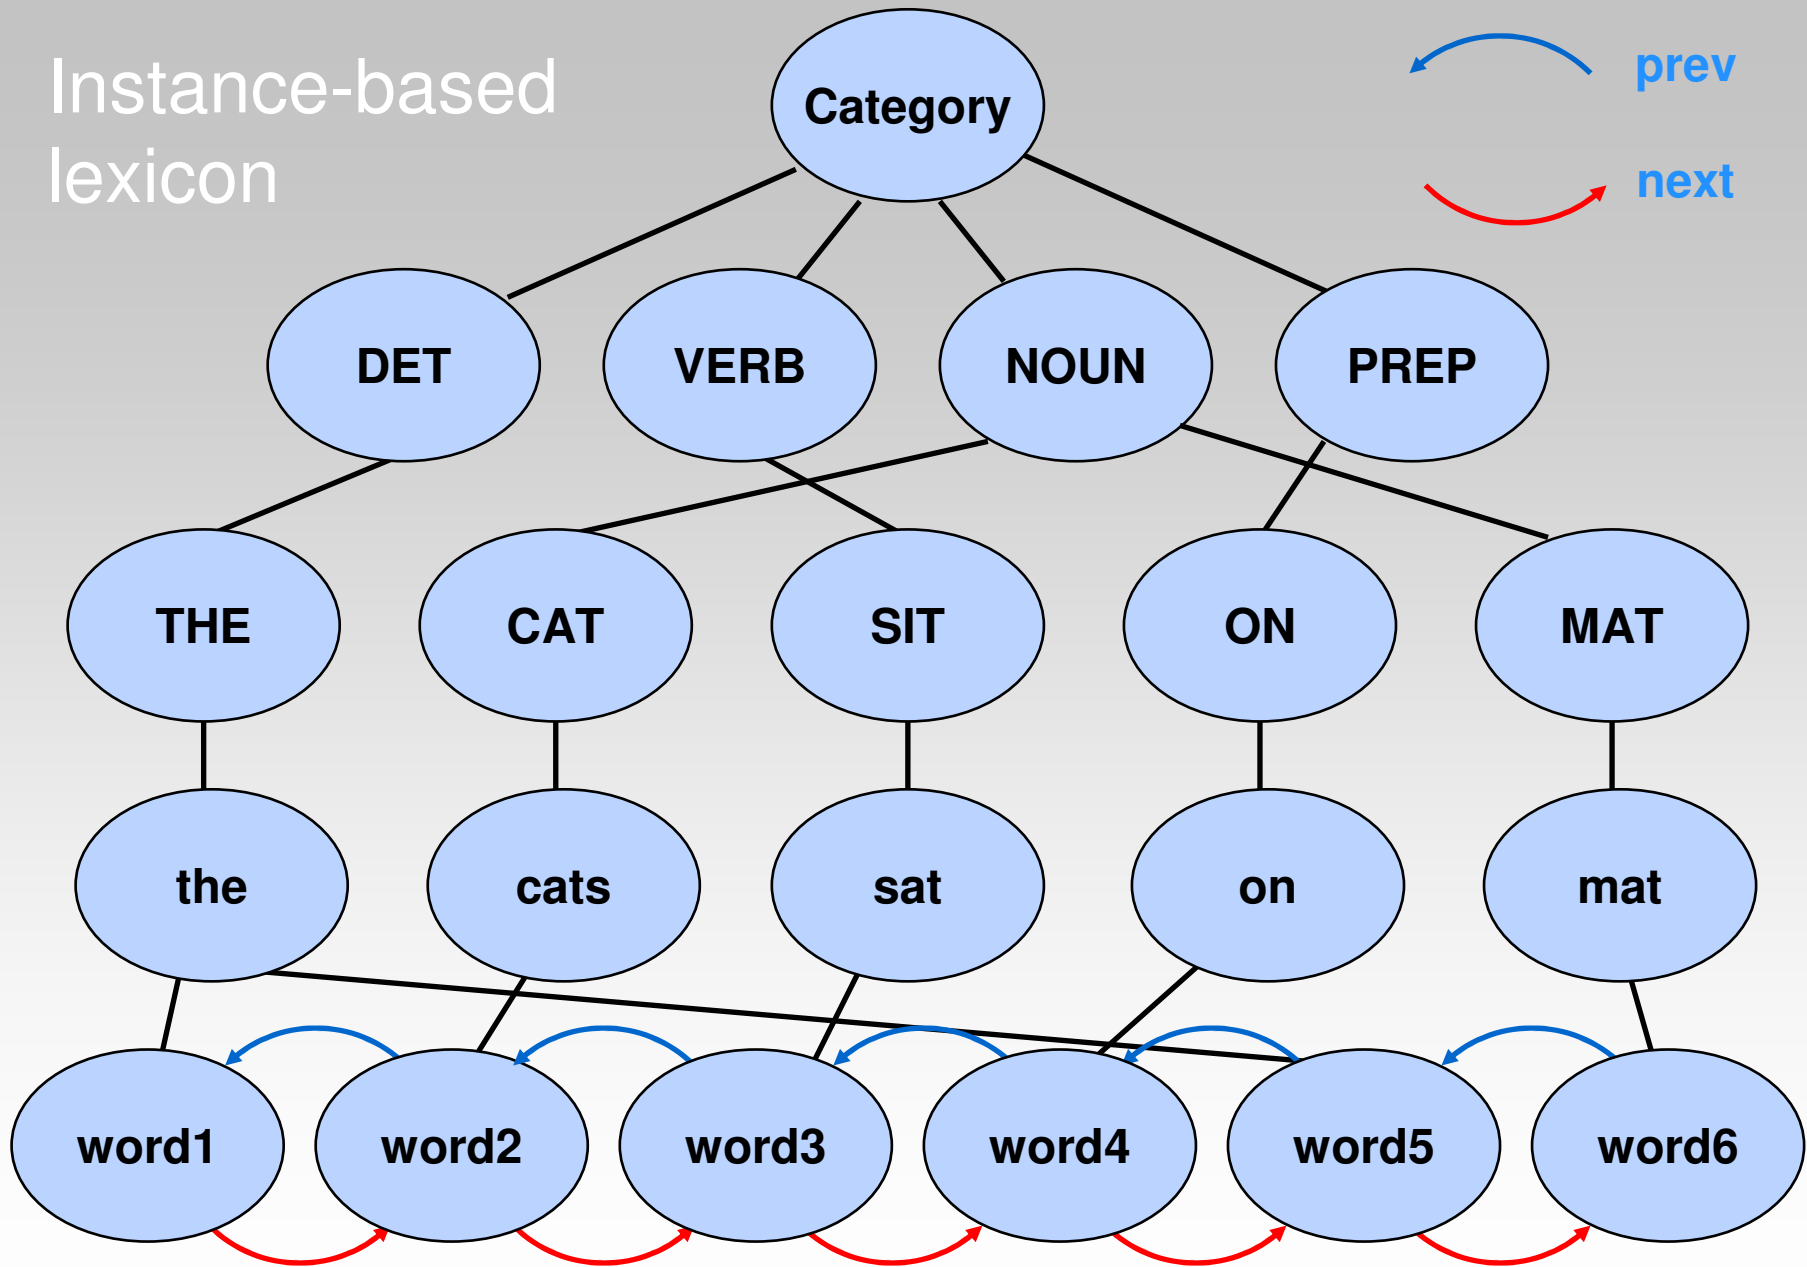 Instance-based
lexicon
Category
prev
next
DET VERB NOUN PREP
THE CAT SIT ON MAT
the cats sat on mat
word1 word2 word3 word4 word5 word6